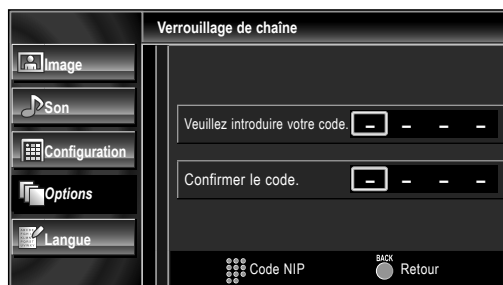 Verrouillage de chaîne
Image
Son
Configuration
Options
Langue
Veuillez introduire votre code. – – – –
Confirmer le code. – – – –
Code NIP
BACK Retour